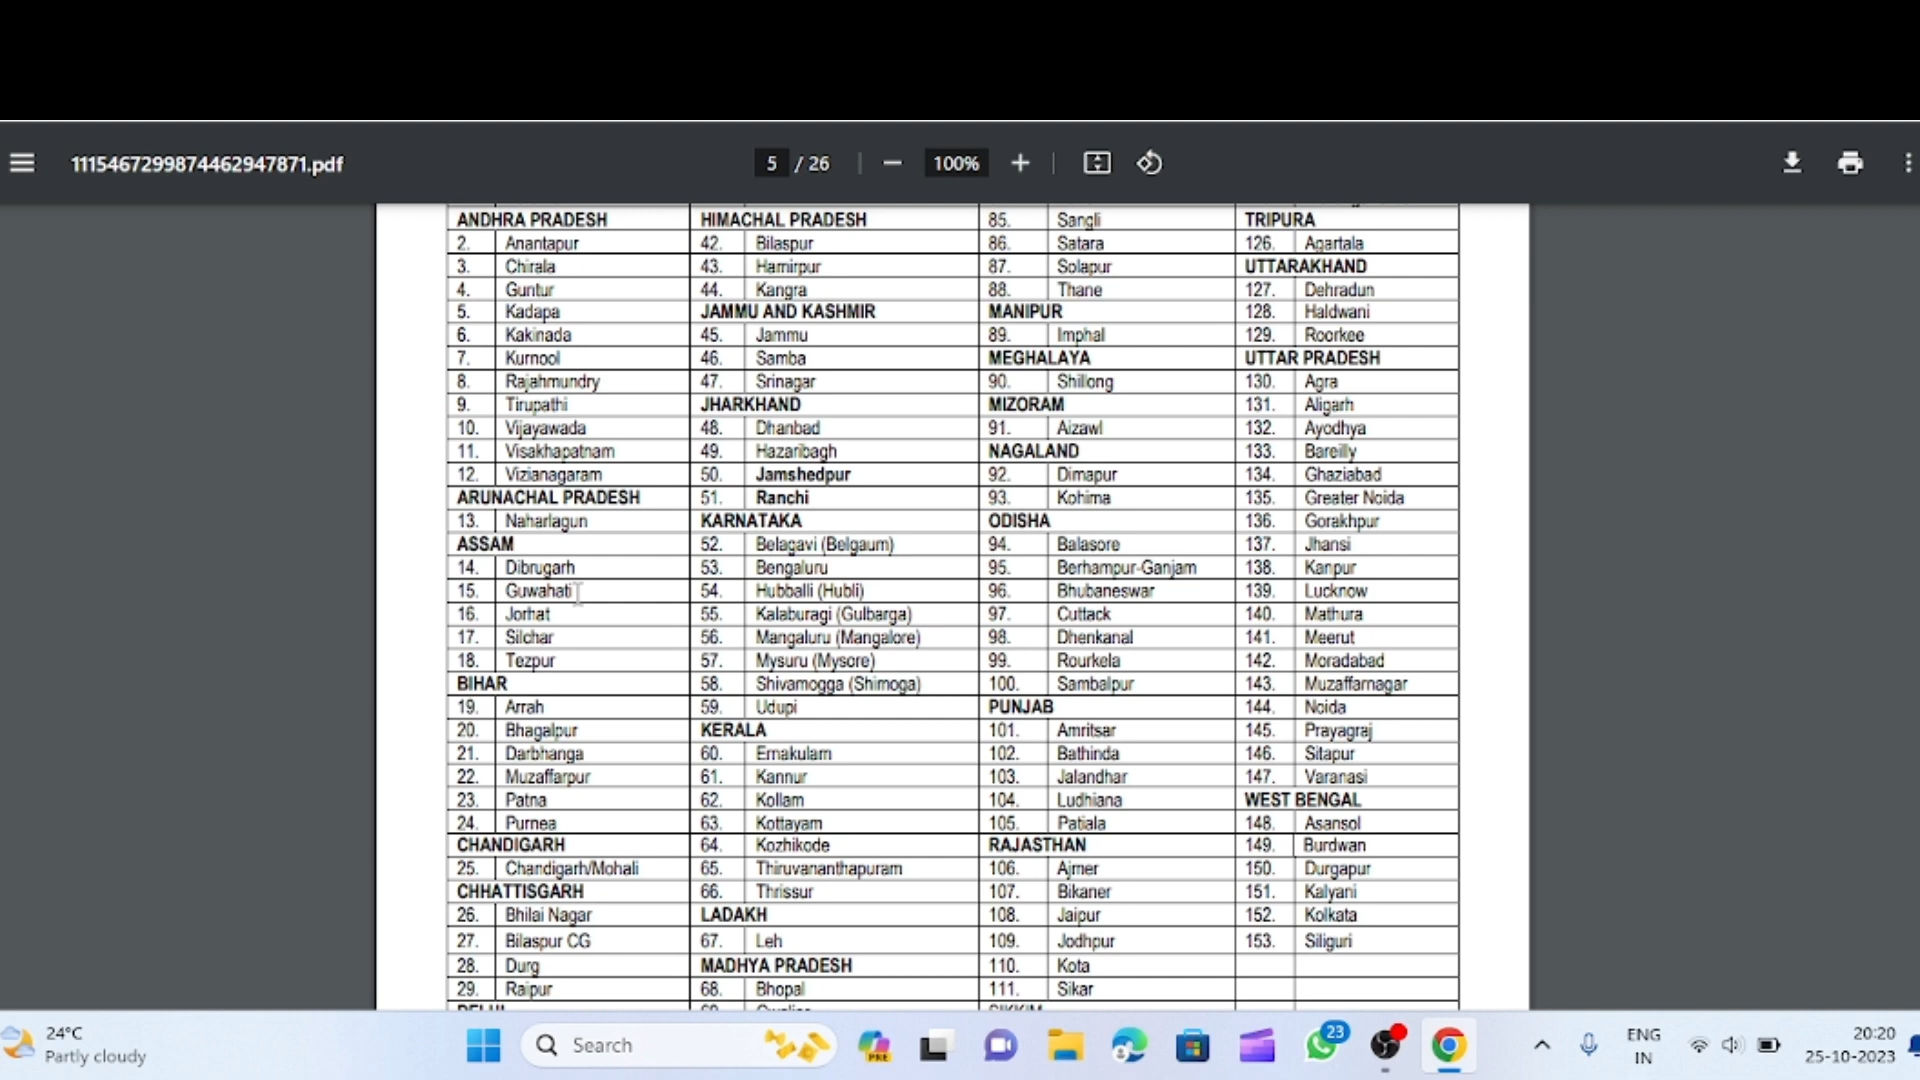 1115467299874462947871.pdf
5 / 26
100%
ANDHRA PRADESH
2. Anantapur
3. Chirala
4. Guntur
5. Kadapa
6. Kakinada
7. Kurnool
8. Rajahmundry
9. Tirupathi
10. Vijayawada
11. Visakhapatnam
12. Vizianagaram
ARUNACHAL PRADESH
13. Naharlagun
ASSAM
14. Dibrugarh
15. Guwahati
16. Jorhat
17. Silchar
18. Tezpur
BIHAR
19. Arrah
20. Bhagalpur
21. Darbhanga
22. Muzaffarpur
23. Patna
24. Purnea
CHANDIGARH
25. Chandigarh/Mohali
CHHATTISGARH
26. Bhilai Nagar
27. Bilaspur CG
28. Durg
29. Raipur
HIMACHAL PRADESH
42. Bilaspur
43. Hamirpur
44. Kangra
JAMMU AND KASHMIR
45. Jammu
46. Samba
47. Srinagar
JHARKHAND
48. Dhanbad
49. Hazaribagh
50. Jamshedpur
51. Ranchi
KARNATAKA
52. Belagavi (Belgaum)
53. Bengaluru
54. Hubballi (Hubli)
55. Kalaburagi (Gulbarga)
56. Mangaluru (Mangalore)
57. Mysuru (Mysore)
58. Shivamogga (Shimoga)
59. Udupi
KERALA
60. Ernakulam
61. Kannur
62. Kollam
63. Kottayam
64. Kozhikode
65. Thiruvananthapuram
66. Thrissur
LADAKH
67. Leh
MADHYA PRADESH
68. Bhopal
85. Sangli
86. Satara
87. Solapur
88. Thane
MANIPUR
89. Imphal
MEGHALAYA
90. Shillong
MIZORAM
91. Aizawl
NAGALAND
92. Dimapur
93. Kohima
ODISHA
94. Balasore
95. Berhampur-Ganjam
96. Bhubaneswar
97. Cuttack
98. Dhenkanal
99. Rourkela
100. Sambalpur
PUNJAB
101. Amritsar
102. Bathinda
103. Jalandhar
104. Ludhiana
105. Patiala
RAJASTHAN
106. Ajmer
107. Bikaner
108. Jaipur
109. Jodhpur
110. Kota
111. Sikar
TRIPURA
126. Agartala
UTTARAKHAND
127. Dehradun
128. Haldwani
129. Roorkee
UTTAR PRADESH
130. Agra
131. Aligarh
132. Ayodhya
133. Bareilly
134. Ghaziabad
135. Greater Noida
136. Gorakhpur
137. Jhansi
138. Kanpur
139. Lucknow
140. Mathura
141. Meerut
142. Moradabad
143. Muzaffarnagar
144. Noida
145. Prayagraj
146. Sitapur
147. Varanasi
WEST BENGAL
148. Asansol
149. Burdwan
150. Durgapur
151. Kalyani
152. Kolkata
153. Siliguri
24°C
Partly cloudy
Search
PRE
23
ENG
IN
20:20
25-10-2023